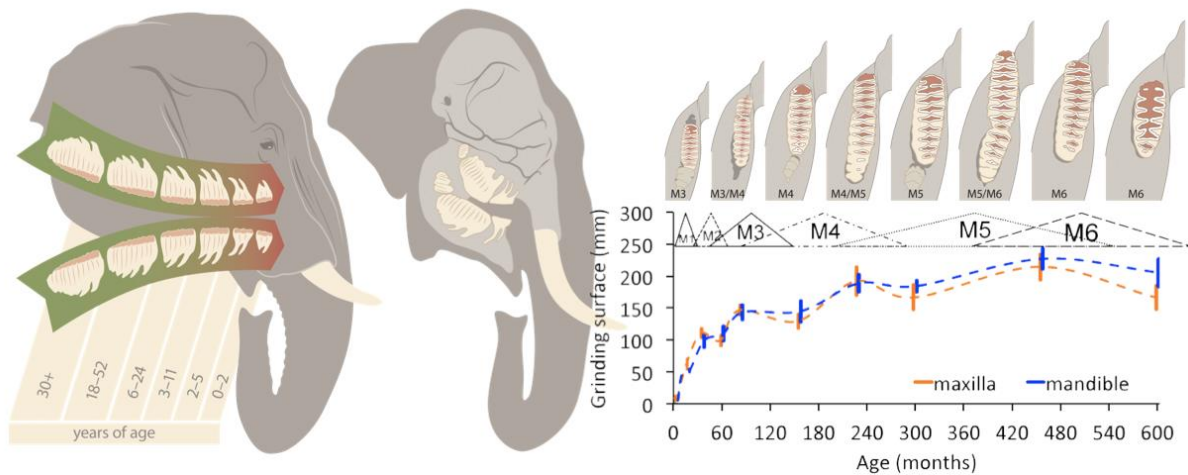 30+
18–52
6–24
3–11
2–5
0–2
years of age
M3
M3/M4
M4
M4/M5
M5
M5/M6
M6
M6
300
250
200
150
100
50
0
Grinding surface (mm)
M1
M2
M3
M4
M5
M6
maxilla
mandible
0
60
120
180
240
300
360
420
480
540
600
Age (months)